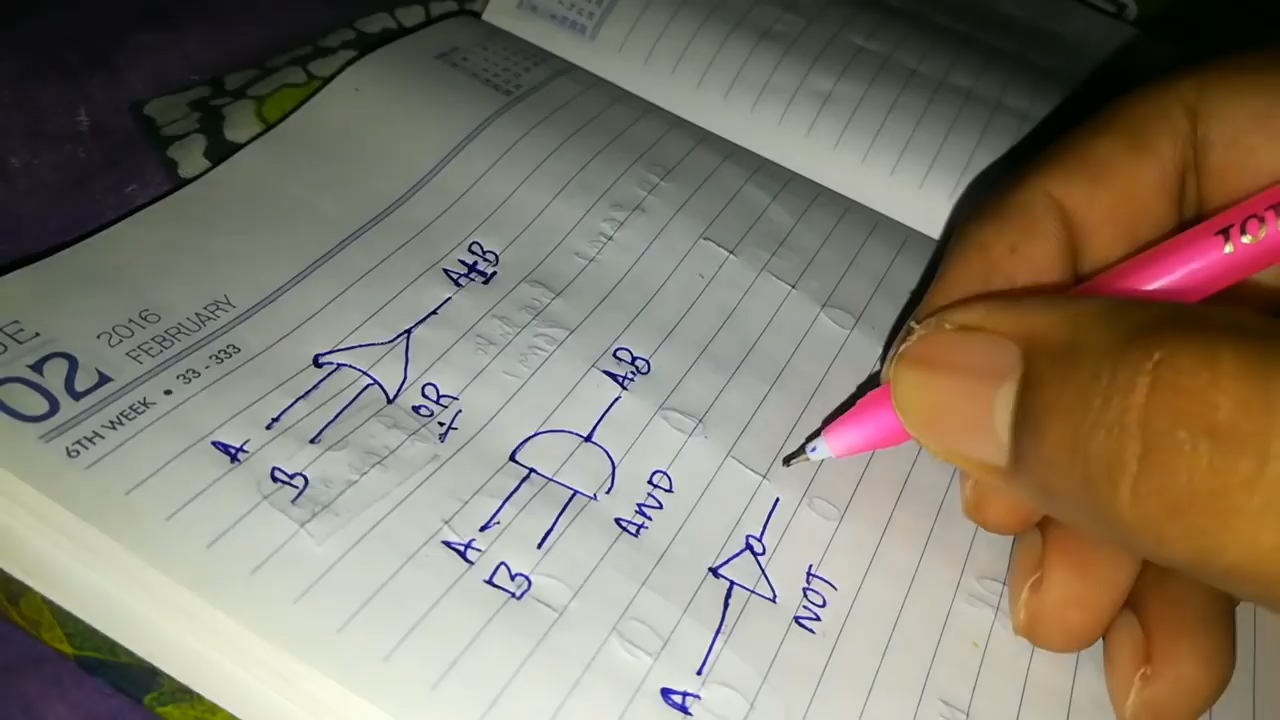 02
2016
FEBRUARY
6TH WEEK • 33 - 333
A+B
A
B
OR
+
A.B
A
B
AND
A
NOT